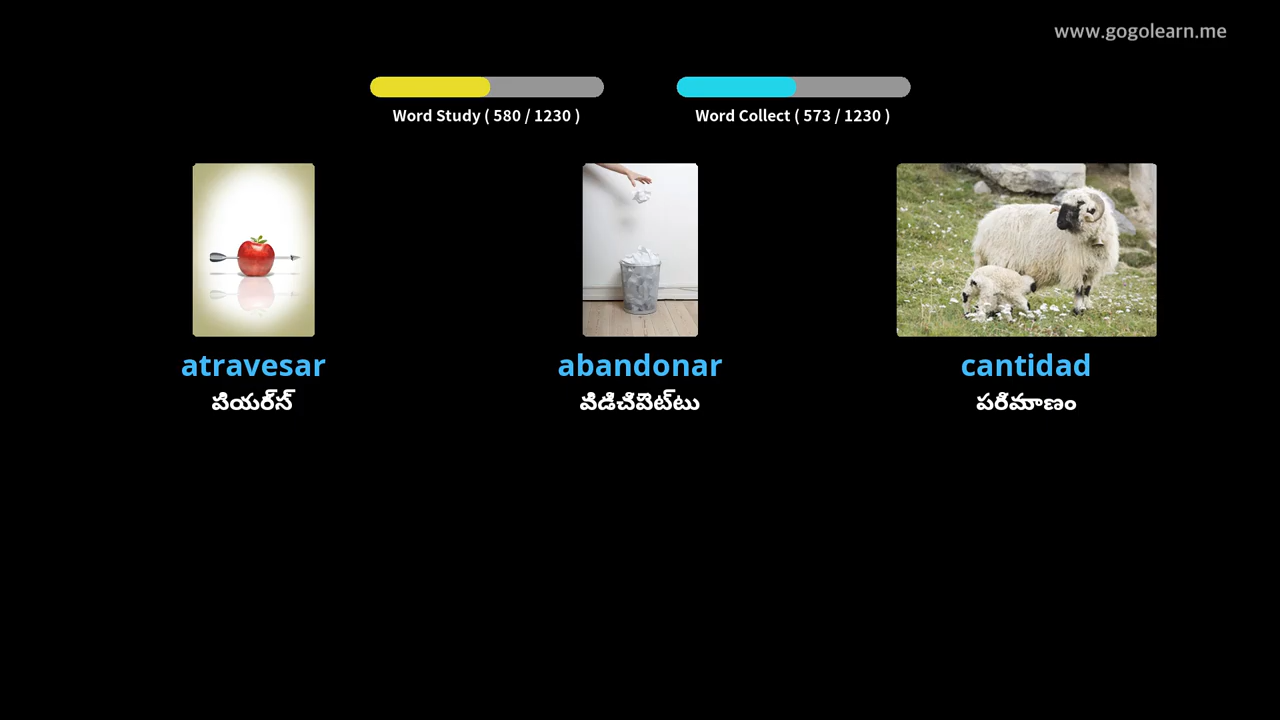 www.gogolearn.me
Word Study ( 580 / 1230 )
Word Collect ( 573 / 1230 )
atravesar
abandonar
cantidad
పియర్స్
విడిచిపెట్టు
పరిమాణం